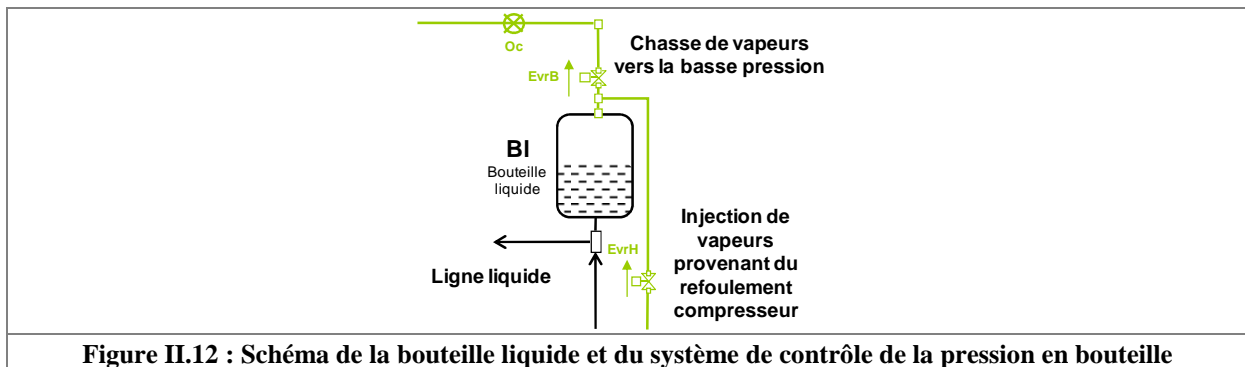 Oc
Chasse de vapeurs
vers la basse pression
EvrB
Bl
Bouteille
liquide
Injection de
vapeurs
provenant du
refoulement
compresseur
EvrH
Ligne liquide
Figure II.12 : Schéma de la bouteille liquide et du système de contrôle de la pression en bouteille